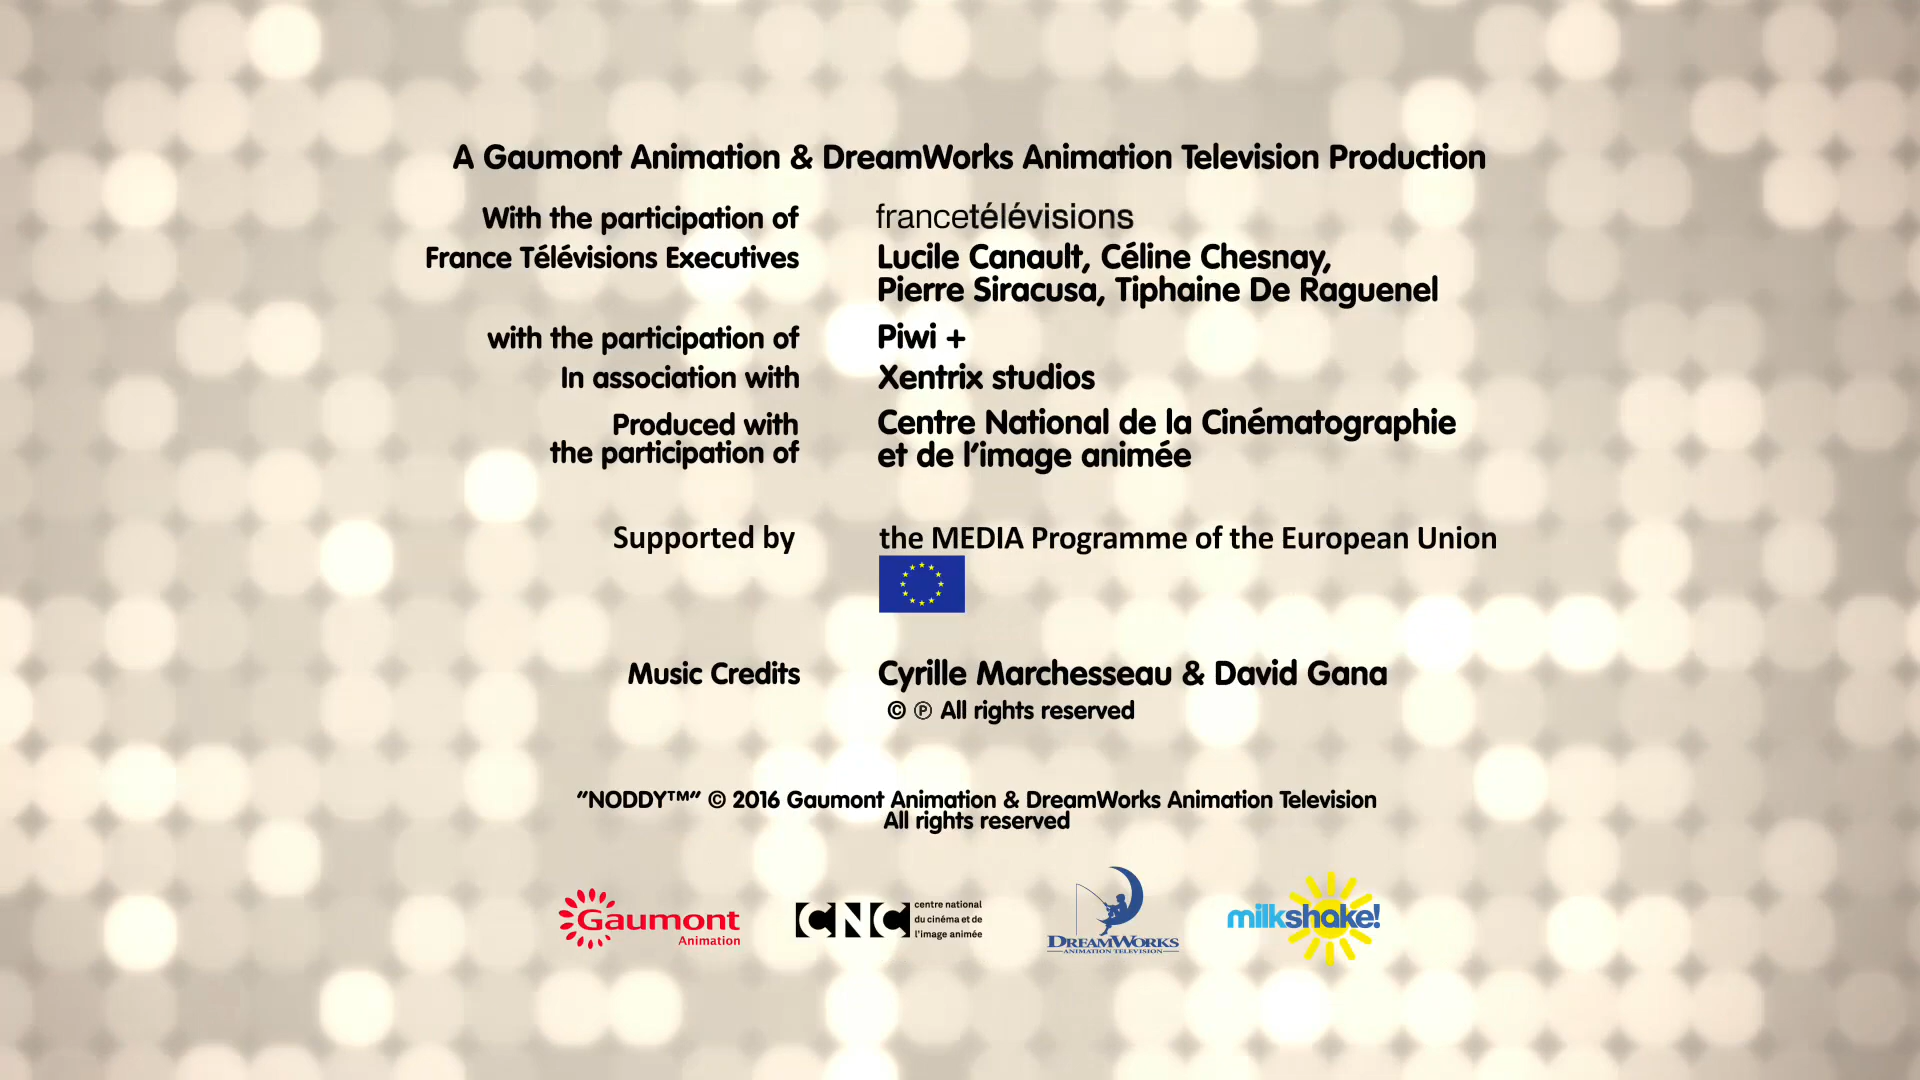 A Gaumont Animation & DreamWorks Animation Television Production
With the participation of francetélévisions
France Télévisions Executives Lucile Canault, Céline Chesnay,
Pierre Siracusa, Tiphaine De Raguenel
with the participation of Piwi +
In association with Xentrix studios
Produced with the participation of Centre National de la Cinématographie
et de l'image animée
Supported by the MEDIA Programme of the European Union
Music Credits Cyrille Marchesseau & David Gana
© ℗ All rights reserved
"NODDY™" © 2016 Gaumont Animation & DreamWorks Animation Television
All rights reserved
Gaumont
Animation
CNC
centre national
du cinéma et de
l'image animée
DREAMWORKS
ANIMATION TELEVISION
milkshake!